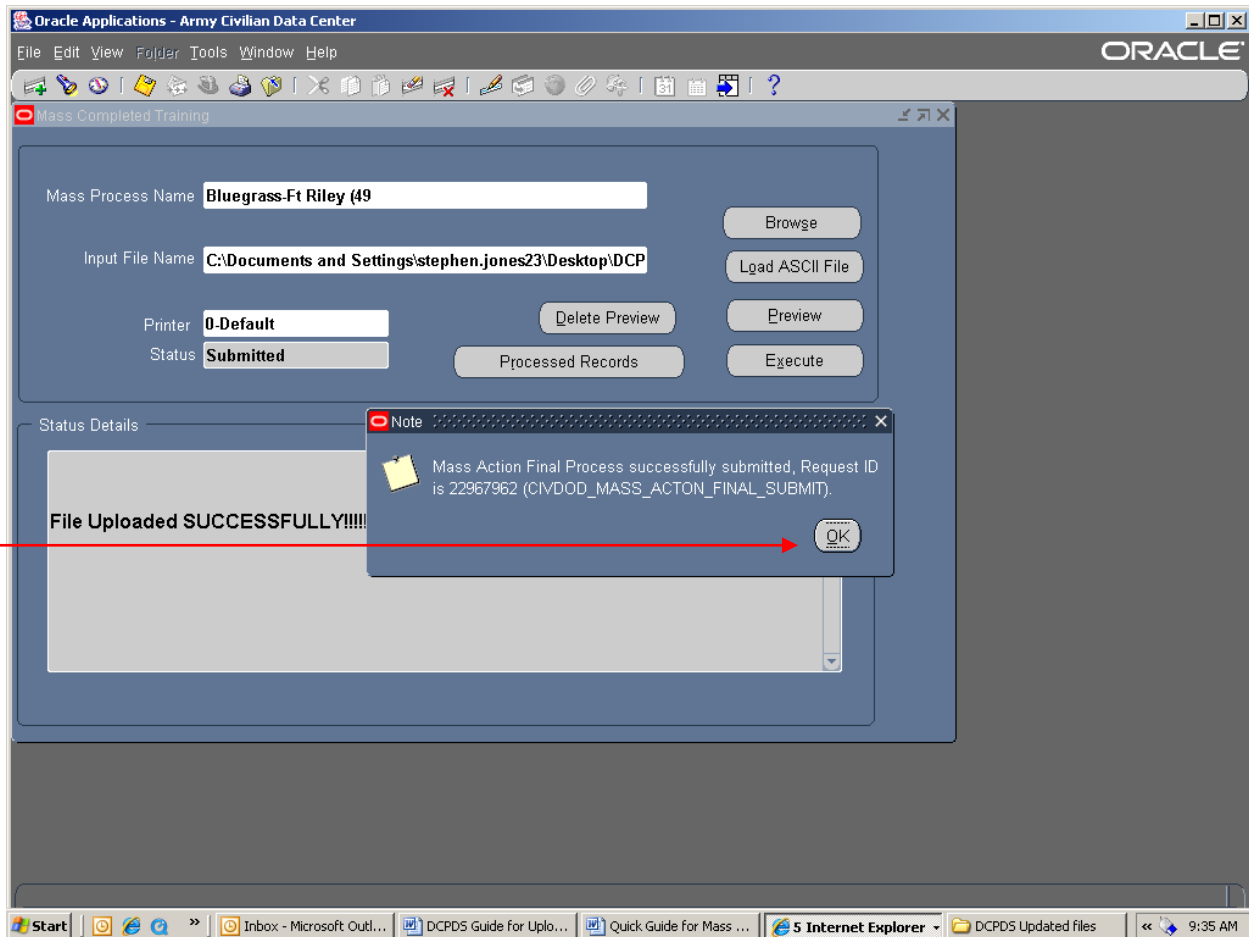 Oracle Applications - Army Civilian Data Center
File Edit View Folder Tools Window Help
ORACLE
Mass Completed Training
Mass Process Name Bluegrass-Ft Riley (49
Browse
Input File Name C:\Documents and Settings\stephen.jones23\Desktop\DCP
Load ASCII File
Printer 0-Default
Delete Preview
Preview
Status Submitted
Processed Records
Execute
Status Details
Note
Mass Action Final Process successfully submitted, Request ID
is 22967962 (CIVDOD_MASS_ACTON_FINAL_SUBMIT).
File Uploaded SUCCESSFULLY!!!!!
OK
Start
Inbox - Microsoft Outl...
DCPDS Guide for Uplo...
Quick Guide for Mass ...
5 Internet Explorer
DCPDS Updated files
9:35 AM